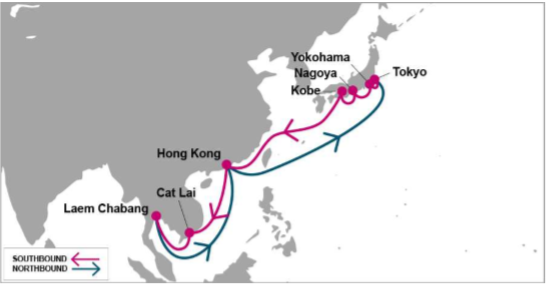 Yokohama
Nagoya
Tokyo
Kobe
Hong Kong
Cat Lai
Laem Chabang
SOUTHBOUND
NORTHBOUND